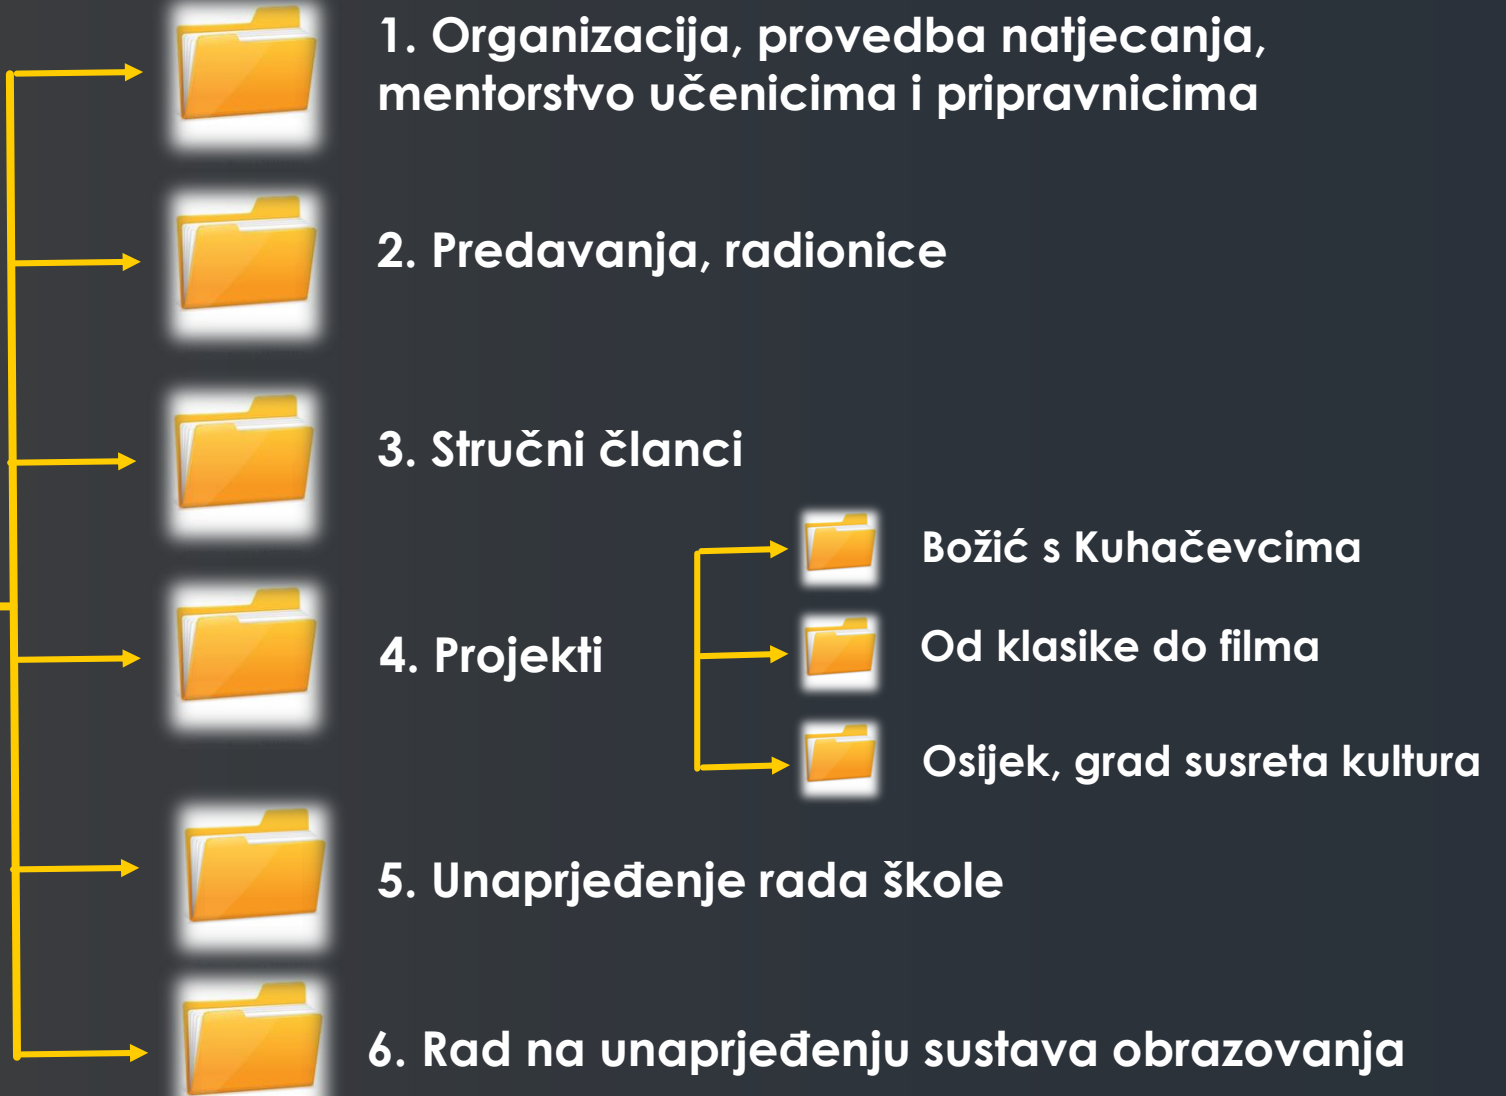 1. Organizacija, provedba natjecanja,
mentorstvo učenicima i pripravnicima
2. Predavanja, radionice
3. Stručni članci
4. Projekti
Božić s Kuhačevcima
Od klasike do filma
Osijek, grad susreta kultura
5. Unaprjeđenje rada škole
6. Rad na unaprjeđenju sustava obrazovanja